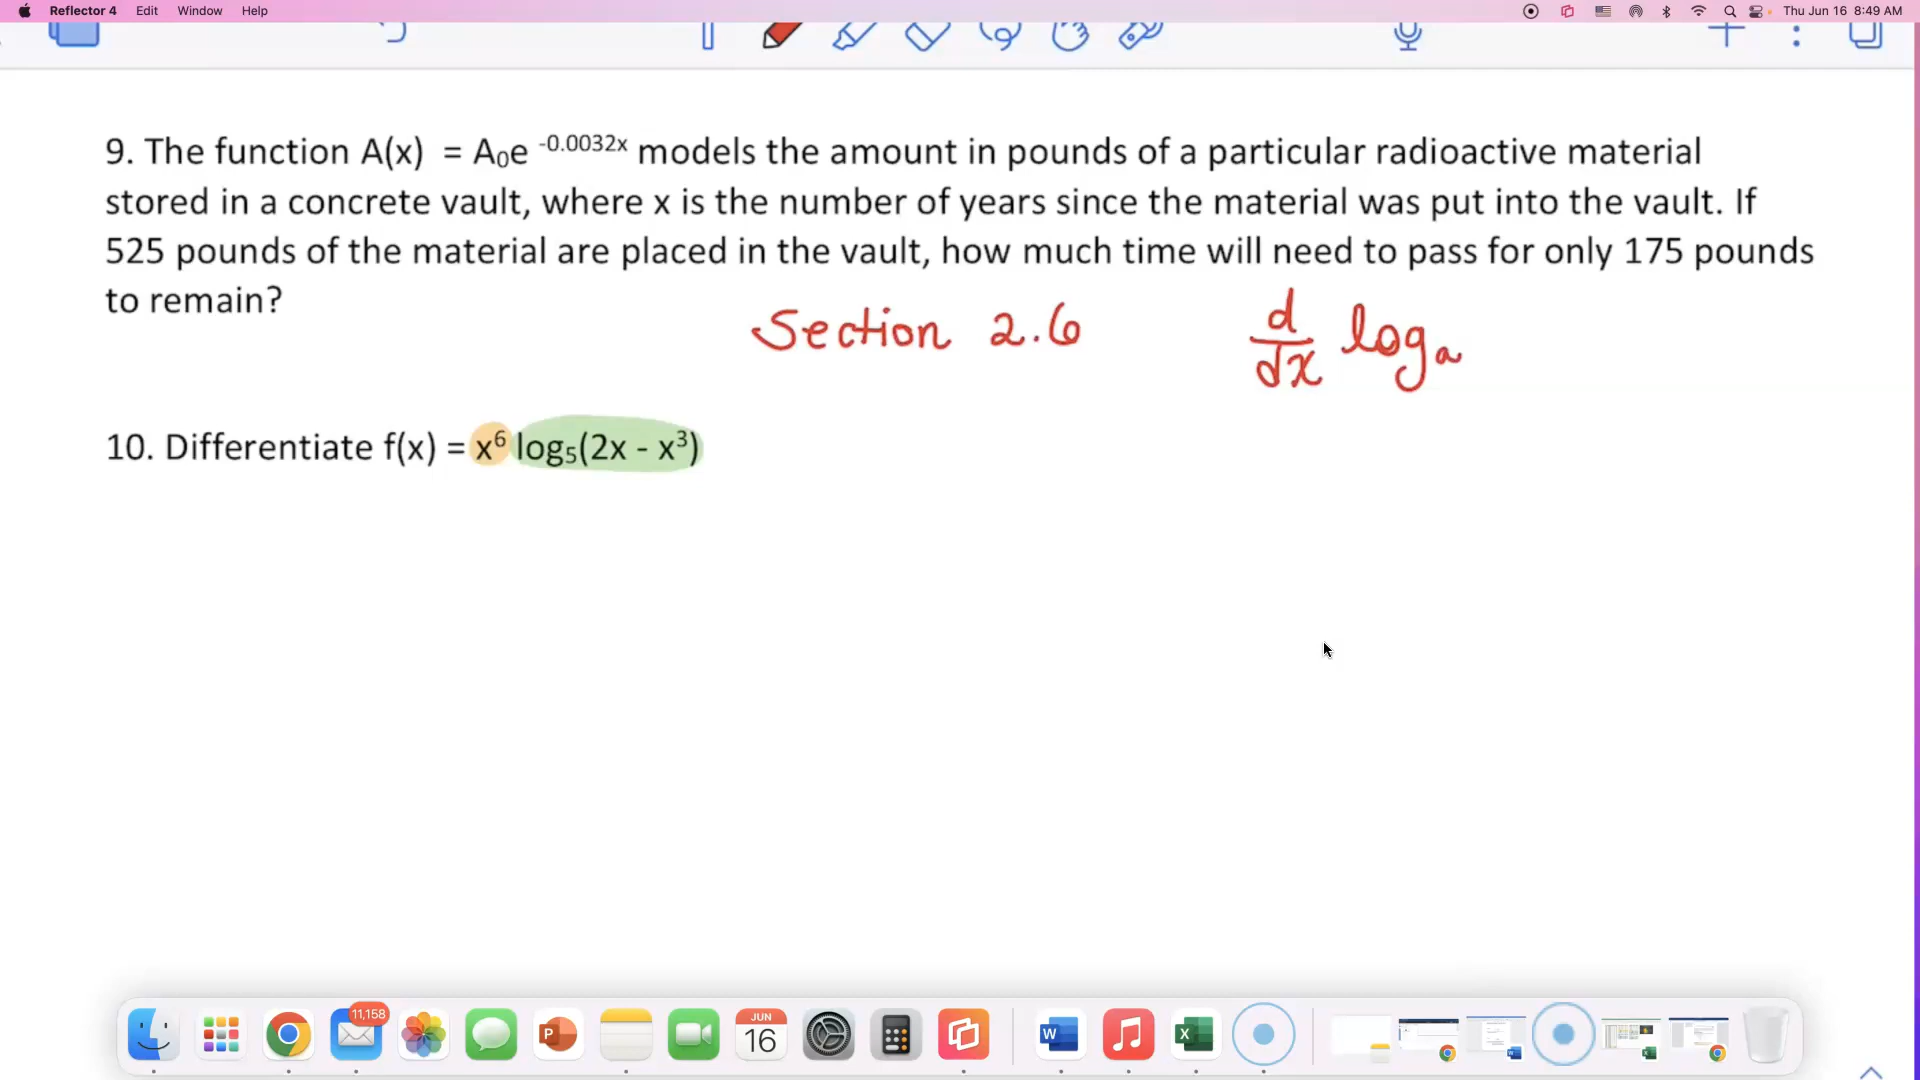 Reflector 4 Edit Window Help Thu Jun 16 8:49 AM
9. The function A(x) = A₀e ⁻⁰·⁰⁰³²ˣ models the amount in pounds of a particular radioactive material
stored in a concrete vault, where x is the number of years since the material was put into the vault. If
525 pounds of the material are placed in the vault, how much time will need to pass for only 175 pounds
to remain?
Section 2.6 d/dx logₐ
10. Differentiate f(x) = x⁶ log₅(2x - x³)
11,158
JUN
16
P
W
X